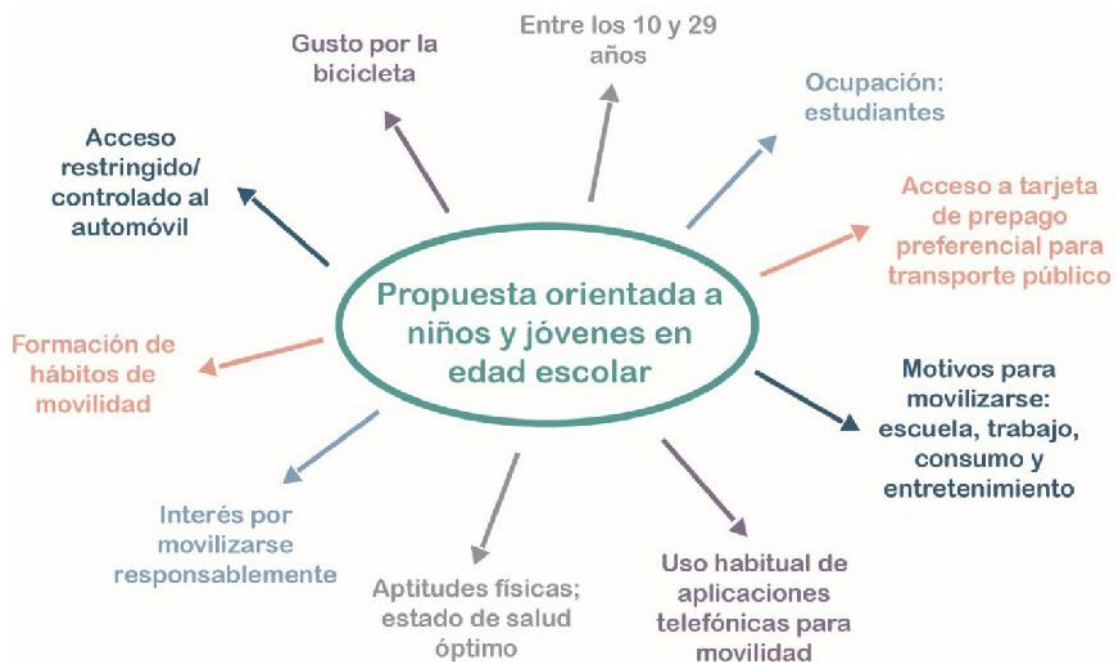 Entre los 10 y 29
años
Gusto por la
bicicleta
Ocupación:
estudiantes
Acceso
restringido/
controlado al
automóvil
Acceso a tarjeta
de prepago
preferencial para
transporte público
Propuesta orientada a
niños y jóvenes en
edad escolar
Formación de
hábitos de
movilidad
Motivos para
movilizarse:
escuela, trabajo,
consumo y
entretenimiento
Interés por
movilizarse
responsablemente
Aptitudes físicas;
estado de salud
óptimo
Uso habitual de
aplicaciones
telefónicas para
movilidad